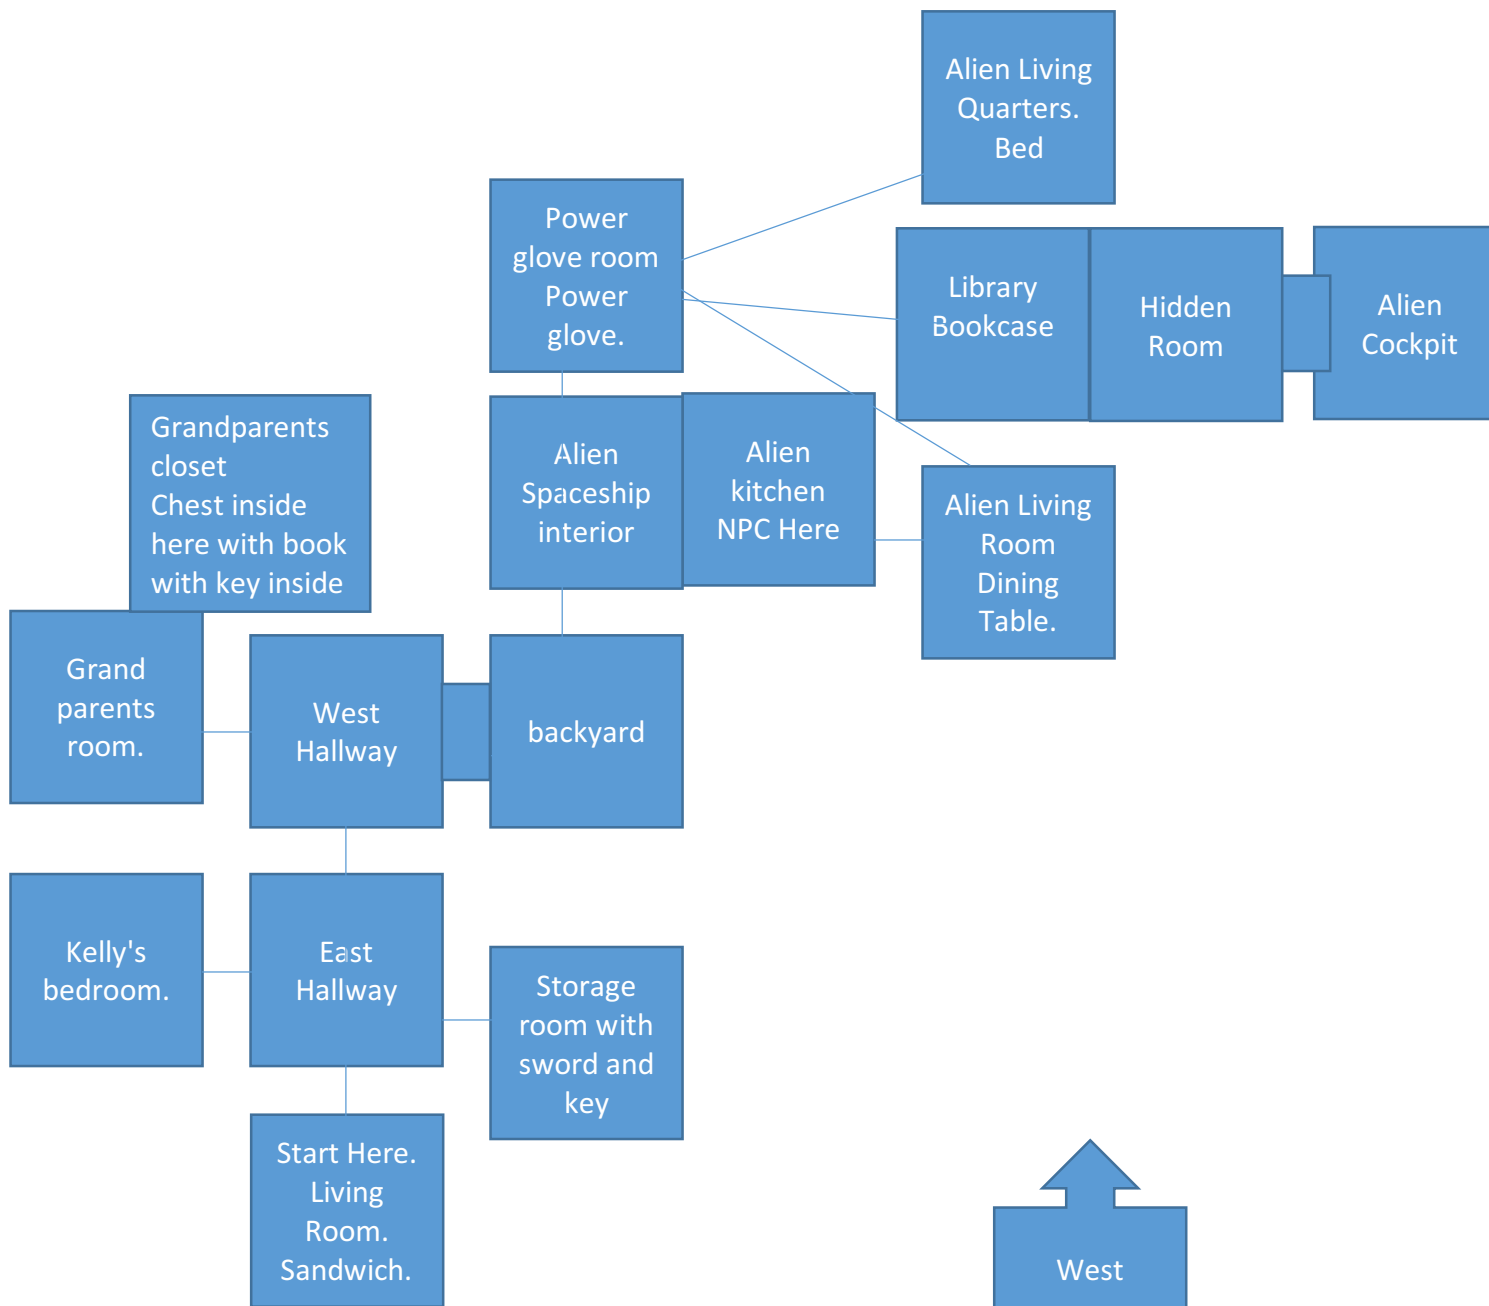 Alien Living
Quarters.
Bed
Power
glove room
Power
glove.
Library
Bookcase
Hidden
Room
Alien
Cockpit
Grandparents
closet
Chest inside
here with book
with key inside
Alien
Spaceship
interior
Alien
kitchen
NPC Here
Alien Living
Room
Dining
Table.
Grand
parents
room.
West
Hallway
backyard
Kelly's
bedroom.
East
Hallway
Storage
room with
sword and
key
Start Here.
Living
Room.
Sandwich.
West